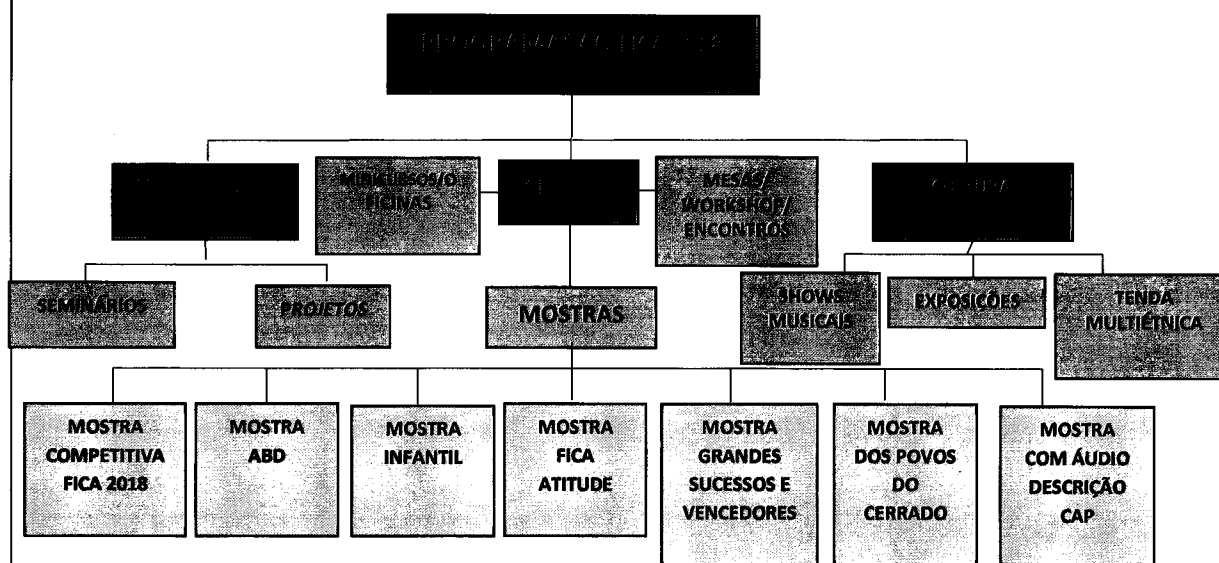 MINICURSOS/O
FICINAS
MESAS/
WORKSHOP/
ENCONTROS
SEMINÁRIOS
PROJETOS
MOSTRAS
SHOWS
MUSICAIS
EXPOSIÇÕES
TENDA
MULTIÉTNICA
MOSTRA
COMPETITIVA
FICA 2018
MOSTRA
ABD
MOSTRA
INFANTIL
MOSTRA
FICA
ATITUDE
MOSTRA
GRANDES
SUCESSOS E
VENCEDORES
MOSTRA
DOS POVOS
DO
CERRADO
MOSTRA
COM ÁUDIO
DESCRIÇÃO
CAP